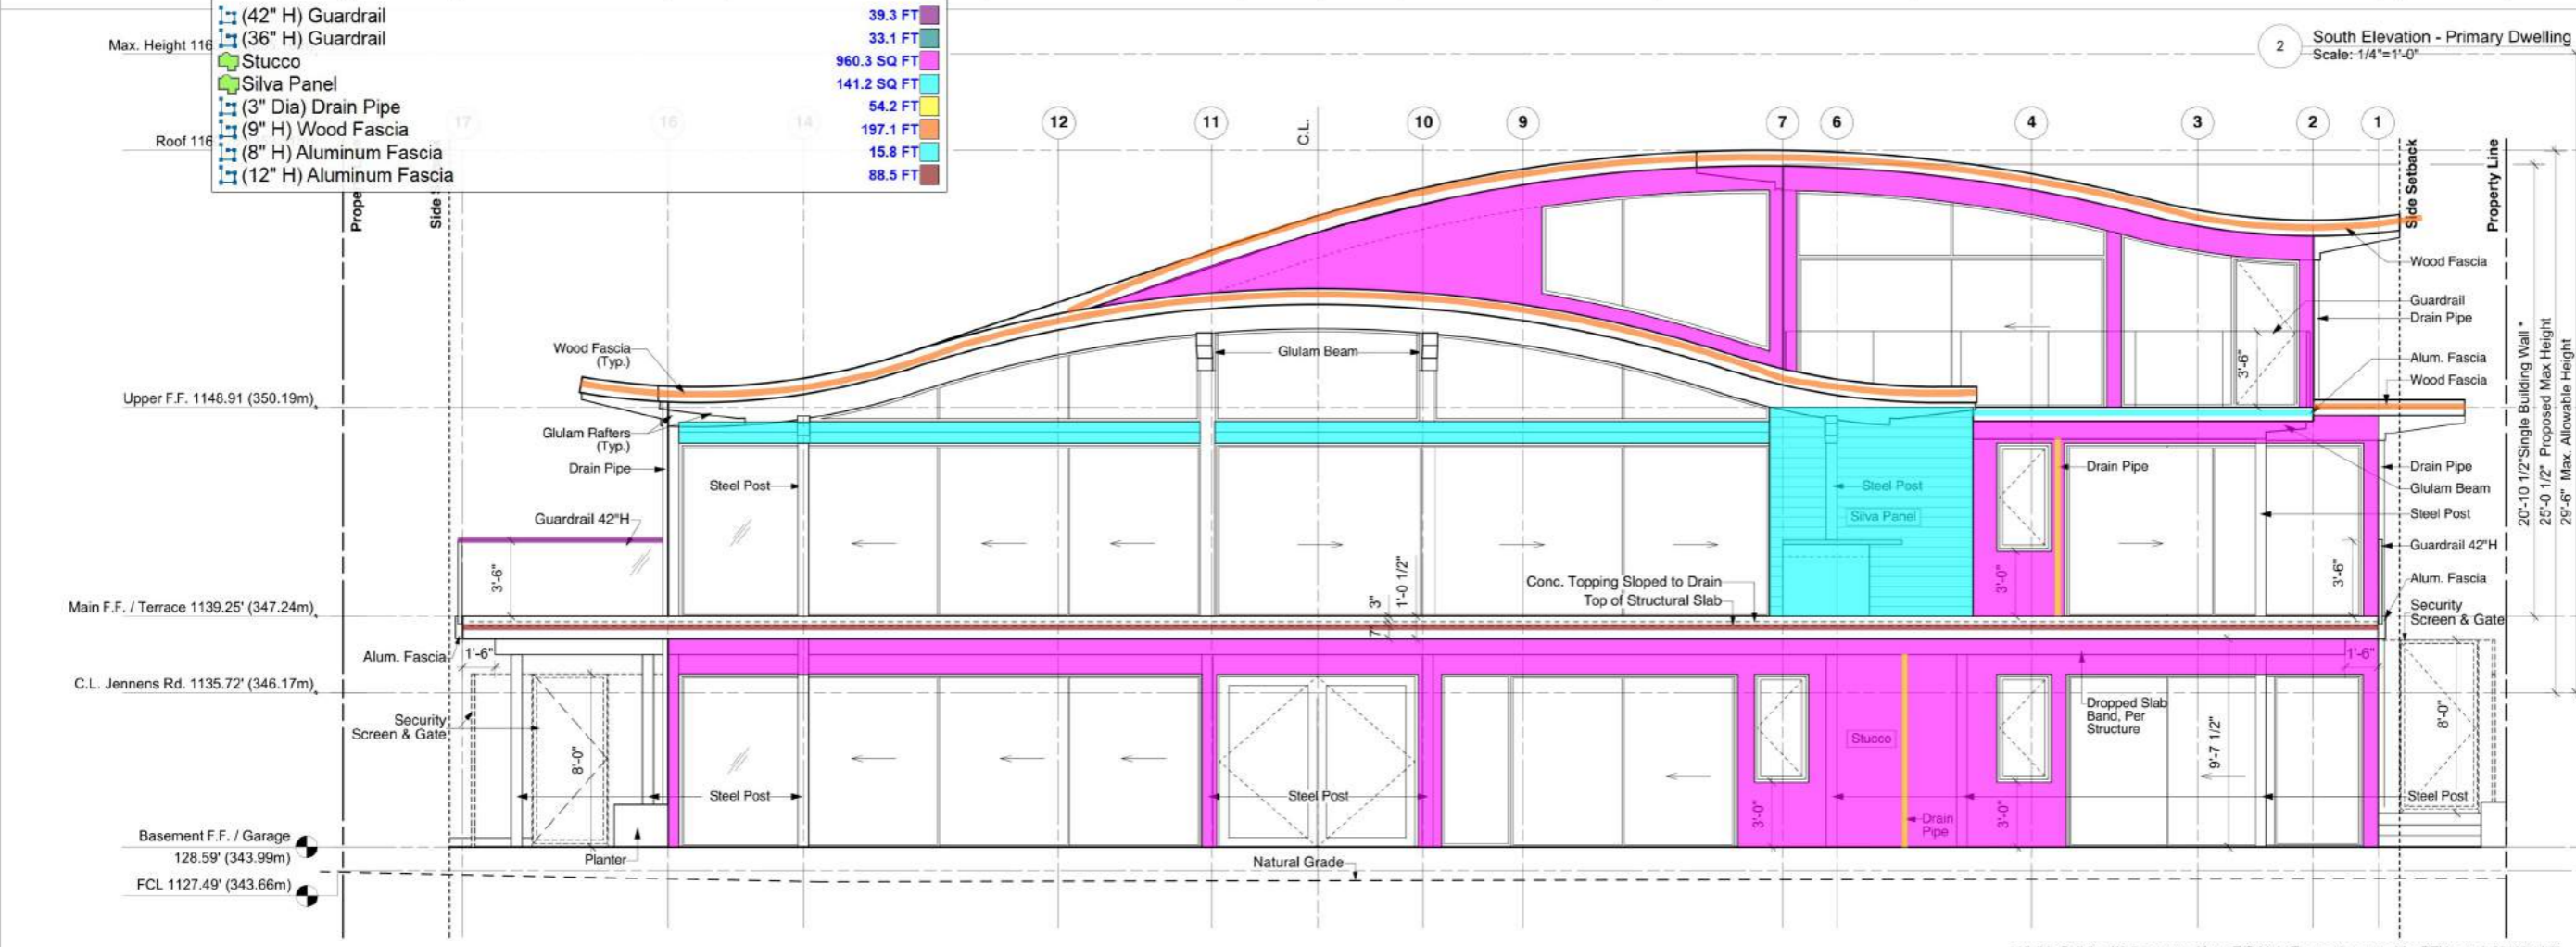 (42" H) Guardrail 39.3 FT
(36" H) Guardrail 33.1 FT
Stucco 960.3 SQ FT
Silva Panel 141.2 SQ FT
(3" Dia) Drain Pipe 54.2 FT
(9" H) Wood Fascia 197.1 FT
(8" H) Aluminum Fascia 15.8 FT
(12" H) Aluminum Fascia 88.5 FT
2 South Elevation - Primary Dwelling
Scale: 1/4"=1'-0"
Max. Height 116
Roof 116
17 16 14 12 11 C.L. 10 9 7 6 4 3 2 1
Side Setback
Property Line
Wood Fascia
Guardrail
Drain Pipe
3'-6"
Alum. Fascia
Wood Fascia
20'-10 1/2" Single Building Wall *
25'-0 1/2" Proposed Max Height
29'-6" Max. Allowable Height
Wood Fascia
(Typ.)
Glulam Beam
Upper F.F. 1148.91 (350.19m)
Glulam Rafters
(Typ.)
Drain Pipe
Steel Post
Steel Post
Silva Panel
Drain Pipe
Drain Pipe
Glulam Beam
Steel Post
Guardrail 42"H
Guardrail 42"H
3'-6"
1'-0 1/2"
3"
7"
Conc. Topping Sloped to Drain
Top of Structural Slab
3'-0"
3'-6"
Alum. Fascia
Security
Screen & Gate
Main F.F. / Terrace 1139.25' (347.24m)
Alum. Fascia
1'-6"
1'-6"
C.L. Jennens Rd. 1135.72' (346.17m)
Security
Screen & Gate
8'-0"
Steel Post
Steel Post
3'-0"
Stucco
Drain
Pipe
3'-0"
Dropped Slab
Band, Per
Structure
9'-7 1/2"
8'-0"
Steel Post
Basement F.F. / Garage
128.59' (343.99m)
Planter
Natural Grade
FCL 1127.49' (343.66m)